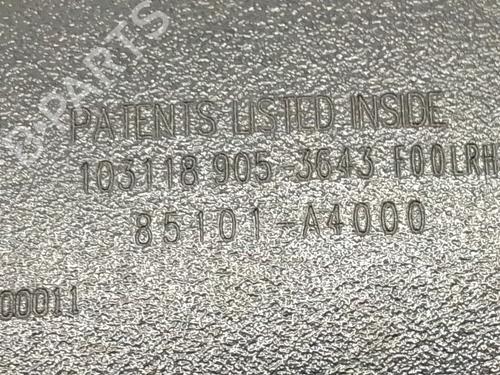 B-PARTS
PATENTS LISTED INSIDE
103118 905-3643 F00LRH
85101-A4000
00011